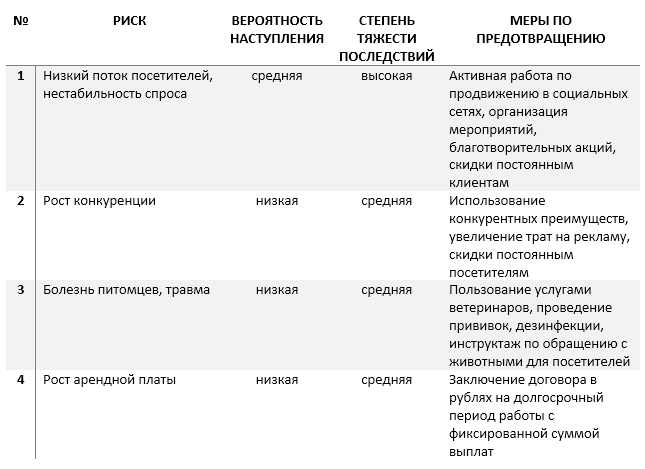 № РИСК ВЕРОЯТНОСТЬ НАСТУПЛЕНИЯ СТЕПЕНЬ ТЯЖЕСТИ ПОСЛЕДСТВИЙ МЕРЫ ПО ПРЕДОТВРАЩЕНИЮ
1 Низкий поток посетителей, средняя высокая Активная работа по
нестабильность спроса продвижению в социальных
сетях, организация
мероприятий,
благотворительных акций,
скидки постоянным
клиентам
2 Рост конкуренции низкая средняя Использование
конкурентных преимуществ,
увеличение трат на рекламу,
скидки постоянным
посетителям
3 Болезнь питомцев, травма низкая средняя Пользование услугами
ветеринаров, проведение
прививок, дезинфекции,
инструктаж по обращению с
животными для посетителей
4 Рост арендной платы низкая средняя Заключение договора в
рублях на долгосрочный
период работы с
фиксированной суммой
выплат